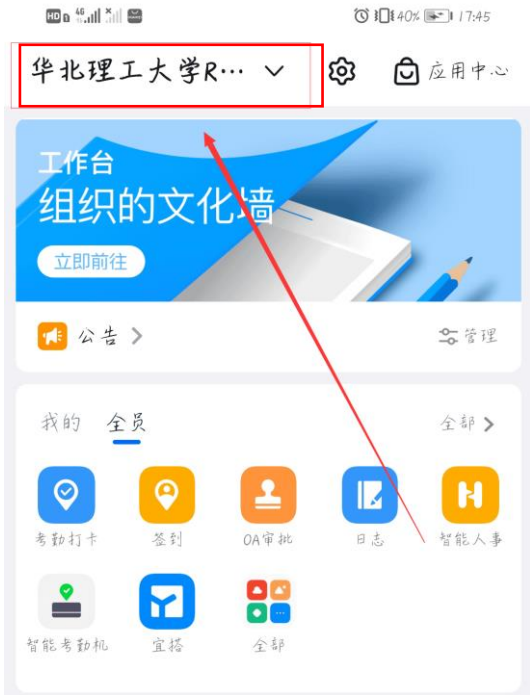 HD 46 40% 17:45
华北理工大学R… 应用中心
工作台
组织的文化墙
立即前往
公告 管理
我的 全员 全部
考勤打卡 签到 OA审批 日志 智能人事
智能考勤机 宜搭 全部